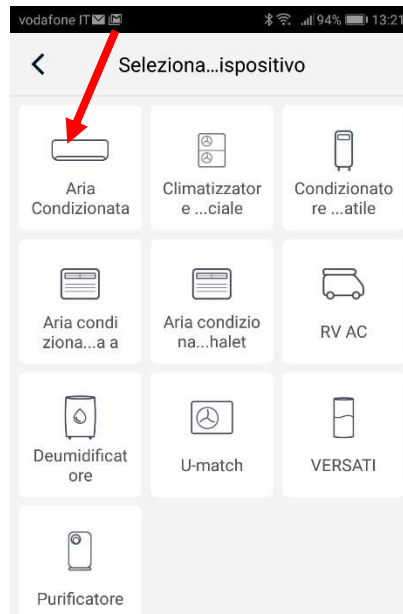 vodafone IT 94% 13:21
Seleziona...ispositivo
Aria
Condizionata
Climatizzator
e ...ciale
Condizionato
re ...atile
Aria condi
ziona...a a
Aria condizio
na...halet
RV AC
Deumidificat
ore
U-match
VERSATI
Purificatore